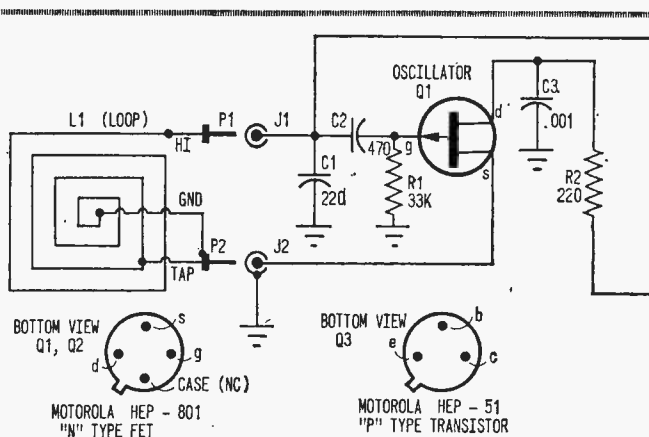 OSCILLATOR
Q1
L1 (LOOP)
P1
J1
HI
C2
470
g
d
s
C3
.001
C1
220
R1
33K
R2
220
GND
P2
J2
TAP
BOTTOM VIEW
Q1, Q2
s
d
g
CASE (NC)
MOTOROLA HEP - 801
"N" TYPE FET
BOTTOM VIEW
Q3
b
e
c
MOTOROLA HEP - 51
"P" TYPE TRANSISTOR